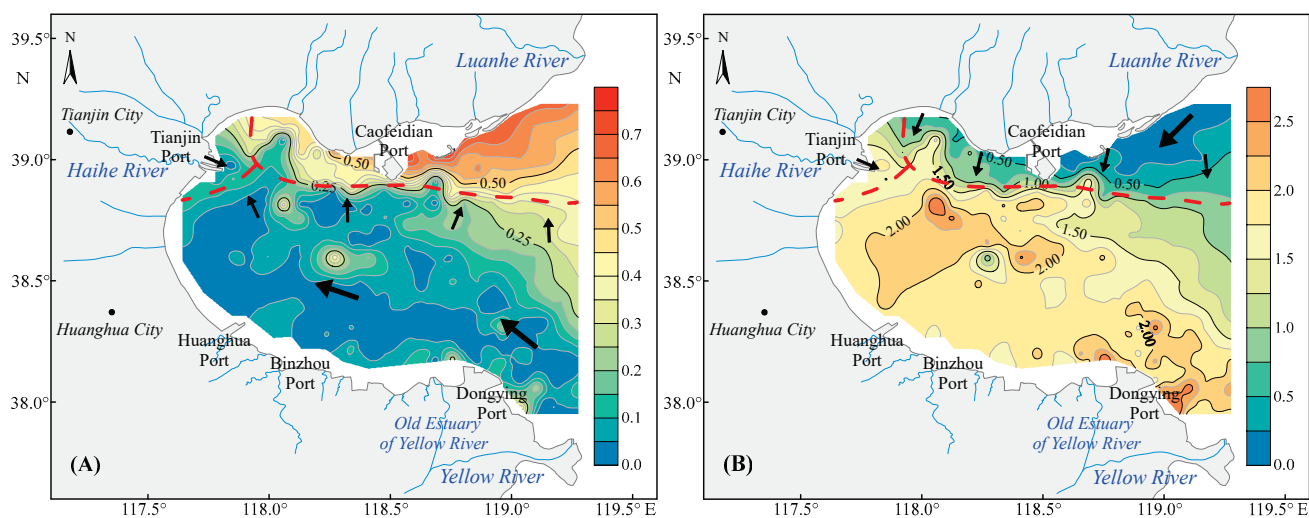 39.5°
N
N
39.0°
38.5°
38.0°
Luanhe River
Tianjin City
Tianjin
Port
Haihe River
Caofeidian
Port
0.50
0.50
0.25
0.25
Huanghua City
Huanghua
Port
Binzhou
Port
Dongying
Port
Old Estuary
of Yellow River
Yellow River
(A)
0.7
0.6
0.5
0.4
0.3
0.2
0.1
0.0
117.5°
118.0°
118.5°
119.0°
119.5° E
39.5°
N
N
39.0°
38.5°
38.0°
Luanhe River
Tianjin City
Tianjin
Port
Haihe River
Caofeidian
Port
0.50
0.50
1.00
1.50
1.50
2.00
2.00
2.00
Huanghua City
Huanghua
Port
Binzhou
Port
Dongying
Port
Old Estuary
of Yellow River
Yellow River
(B)
2.5
2.0
1.5
1.0
0.5
0.0
117.5°
118.0°
118.5°
119.0°
119.5° E